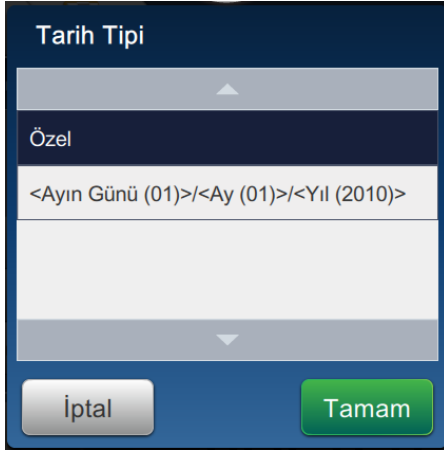 Tarih Tipi
Özel
<Ayın Günü (01)>/<Ay (01)>/<Yıl (2010)>
İptal
Tamam